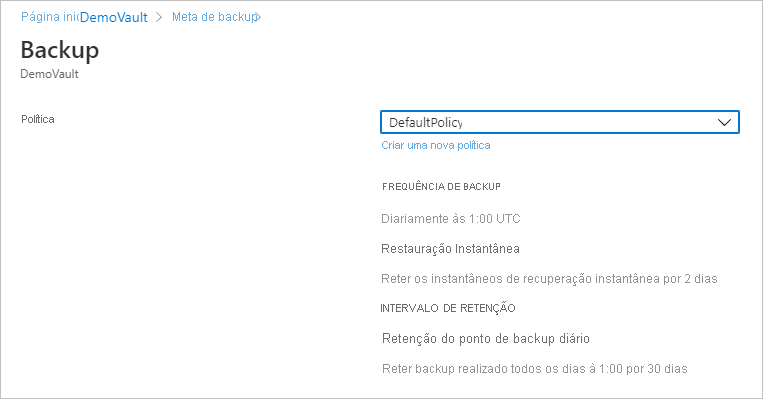 Página inic DemoVault > Meta de backup >
Backup
DemoVault
Política
DefaultPolicy
Criar uma nova política
FREQUÊNCIA DE BACKUP
Diariamente às 1:00 UTC
Restauração Instantânea
Reter os instantâneos de recuperação instantânea por 2 dias
INTERVALO DE RETENÇÃO
Retenção do ponto de backup diário
Reter backup realizado todos os dias à 1:00 por 30 dias